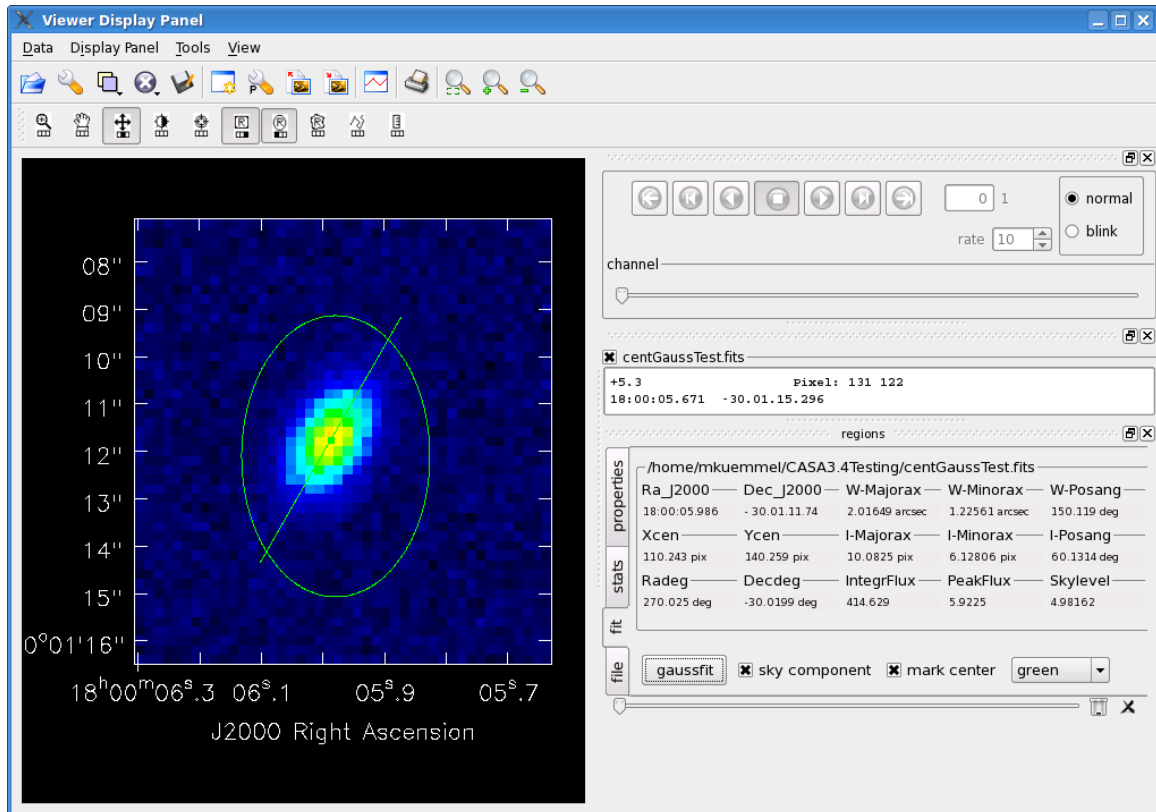 Viewer Display Panel
Data Display Panel Tools View
P
R R R
08"
09"
10"
11"
12"
13"
14"
15"
0°01'16"
18ʰ00ᵐ06ˢ.3 06ˢ.1 05ˢ.9 05ˢ.7
J2000 Right Ascension
0 1
normal
rate 10
blink
channel
centGaussTest.fits
+5.3 Pixel: 131 122
18:00:05.671 -30.01.15.296
regions
properties
stats
fit
file
/home/mkuemmel/CASA3.4Testing/centGaussTest.fits
Ra_J2000 Dec_J2000 W-Majorax W-Minorax W-Posang
18:00:05.986 - 30.01.11.74 2.01649 arcsec 1.22561 arcsec 150.119 deg
Xcen Ycen I-Majorax I-Minorax I-Posang
110.243 pix 140.259 pix 10.0825 pix 6.12806 pix 60.1314 deg
Radeg Decdeg IntegrFlux PeakFlux Skylevel
270.025 deg -30.0199 deg 414.629 5.9225 4.98162
gaussfit sky component mark center green